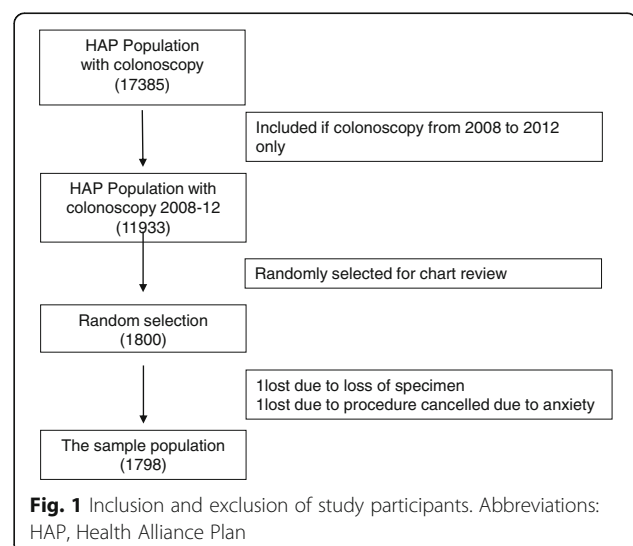 HAP Population
with colonoscopy
(17385)
Included if colonoscopy from 2008 to 2012
only
HAP Population with
colonoscopy 2008-12
(11933)
Randomly selected for chart review
Random selection
(1800)
1lost due to loss of specimen
1lost due to procedure cancelled due to anxiety
The sample population
(1798)
Fig. 1 Inclusion and exclusion of study participants. Abbreviations:
HAP, Health Alliance Plan